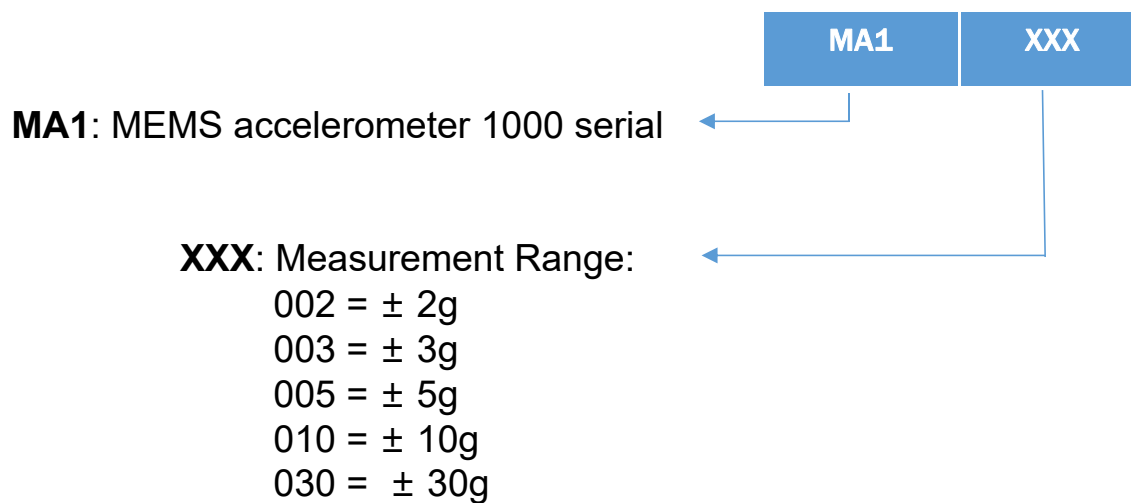 MA1 XXX
MA1: MEMS accelerometer 1000 serial
XXX: Measurement Range:
002 = ± 2g
003 = ± 3g
005 = ± 5g
010 = ± 10g
030 = ± 30g